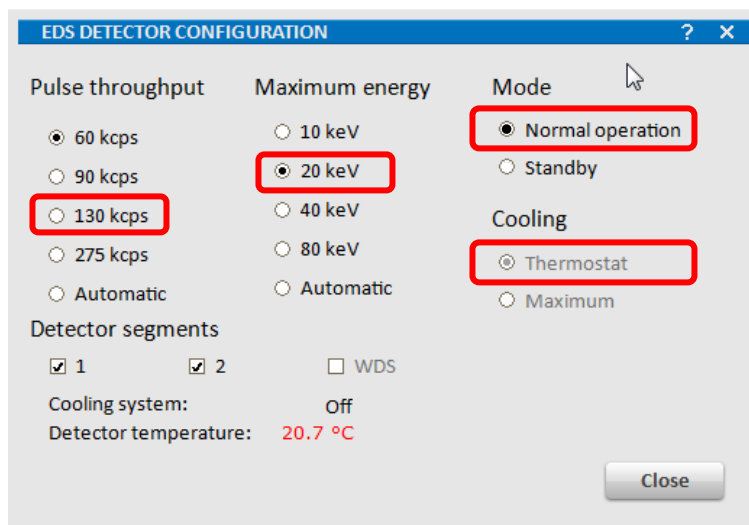 EDS DETECTOR CONFIGURATION ? ×
Pulse throughput
60 kcps
90 kcps
130 kcps
275 kcps
Automatic
Maximum energy
10 keV
20 keV
40 keV
80 keV
Automatic
Mode
Normal operation
Standby
Cooling
Thermostat
Maximum
Detector segments
1 2 WDS
Cooling system: Off
Detector temperature: 20.7 °C
Close